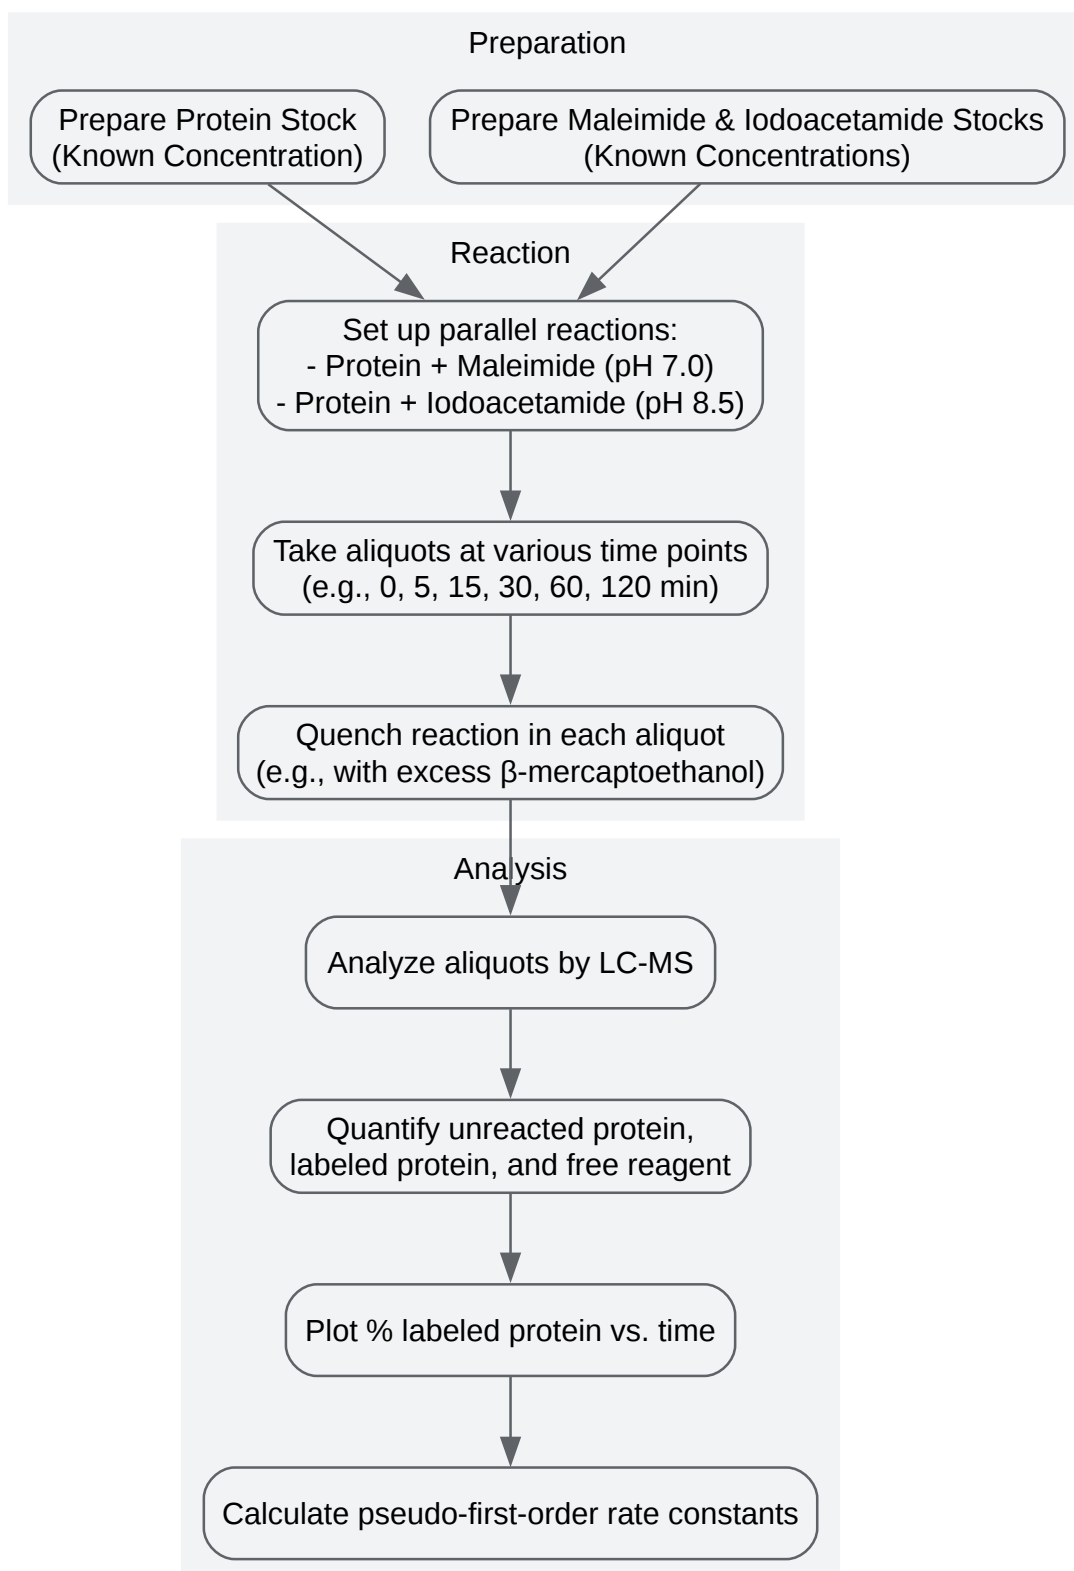 Preparation
Prepare Protein Stock
(Known Concentration)
Prepare Maleimide & Iodoacetamide Stocks
(Known Concentrations)
Reaction
Set up parallel reactions:
- Protein + Maleimide (pH 7.0)
- Protein + Iodoacetamide (pH 8.5)
Take aliquots at various time points
(e.g., 0, 5, 15, 30, 60, 120 min)
Quench reaction in each aliquot
(e.g., with excess β-mercaptoethanol)
Analysis
Analyze aliquots by LC-MS
Quantify unreacted protein,
labeled protein, and free reagent
Plot % labeled protein vs. time
Calculate pseudo-first-order rate constants